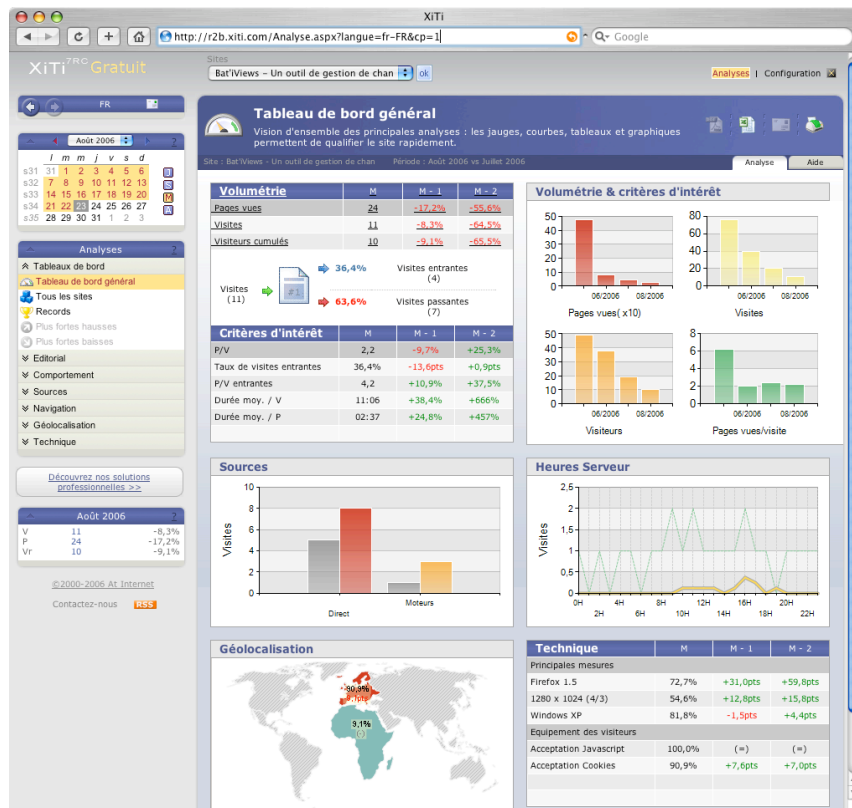 XiTi
http://r2b.xiti.com/Analyse.aspx?langue=fr-FR&cp=1
Google
XiTi 7RC Gratuit
Sites
Bat'iViews - Un outil de gestion de chan
ok
Analyses | Configuration
FR
Août 2006
?
l m m j v s d
s31 31 1 2 3 4 5 6
s32 7 8 9 10 11 12 13
s33 14 15 16 17 18 19 20
s34 21 22 23 24 25 26 27
s35 28 29 30 31 1 2 3
J
S
M
A
Analyses ?
Tableaux de bord
Tableau de bord général
Tous les sites
Records
Plus fortes hausses
Plus fortes baisses
Editorial
Comportement
Sources
Navigation
Géolocalisation
Technique
Découvrez nos solutions
professionnelles >>
Août 2006 ?
V 11 -8,3%
P 24 -17,2%
Vr 10 -9,1%
©2000-2006 At Internet
Contactez-nous RSS
Tableau de bord général
Vision d'ensemble des principales analyses : les jauges, courbes, tableaux et graphiques
permettent de qualifier le site rapidement.
Site : Bat'iViews - Un outil de gestion de chan Période : Août 2006 vs Juillet 2006
Analyse Aide
Volumétrie M M - 1 M - 2
Pages vues 24 -17,2% -55,6%
Visites 11 -8,3% -64,5%
Visiteurs cumulés 10 -9,1% -65,5%
Visites
(11)
#1
36,4% Visites entrantes
(4)
63,6% Visites passantes
(7)
Critères d'intérêt M M - 1 M - 2
P/V 2,2 -9,7% +25,3%
Taux de visites entrantes 36,4% -13,6pts +0,9pts
P/V entrantes 4,2 +10,9% +37,5%
Durée moy. / V 11:06 +38,4% +666%
Durée moy. / P 02:37 +24,8% +457%
Volumétrie & critères d'intérêt
50
40
30
20
10
0
06/2006 08/2006
Pages vues( x10)
80
60
40
20
0
06/2006 08/2006
Visites
50
40
30
20
10
0
06/2006 08/2006
Visiteurs
8
6
4
2
0
06/2006 08/2006
Pages vues/visite
Sources
10
8
6
4
2
0
Visites
Direct
Moteurs
Heures Serveur
2,5
2
1,5
1
0,5
0
Visites
0H 4H 8H 12H 16H 20H
2H 6H 10H 14H 18H 22H
Géolocalisation
90,9%
9,1%
Technique M M - 1 M - 2
Principales mesures
Firefox 1.5 72,7% +31,0pts +59,8pts
1280 x 1024 (4/3) 54,6% +12,8pts +15,8pts
Windows XP 81,8% -1,5pts +4,4pts
Equipement des visiteurs
Acceptation Javascript 100,0% (=) (=)
Acceptation Cookies 90,9% +7,6pts +7,0pts